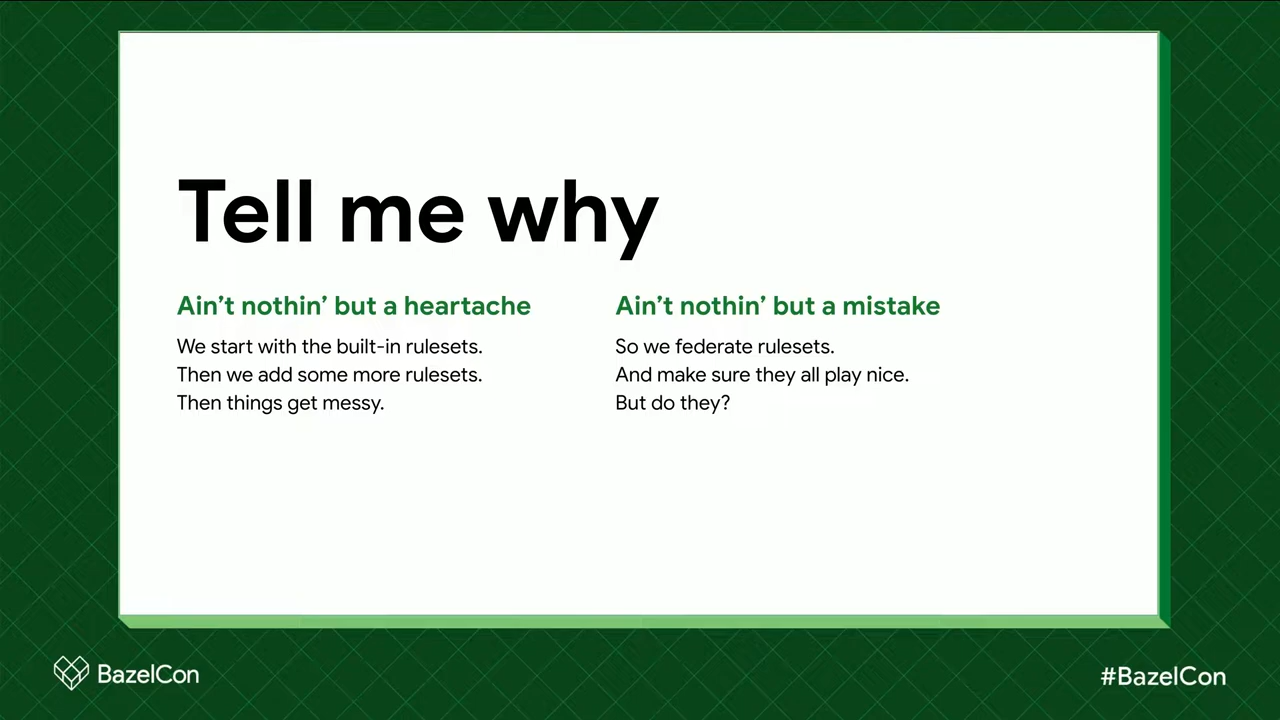 Tell me why
Ain’t nothin’ but a heartache
We start with the built-in rulesets.
Then we add some more rulesets.
Then things get messy.
Ain’t nothin’ but a mistake
So we federate rulesets.
And make sure they all play nice.
But do they?
BazelCon
#BazelCon